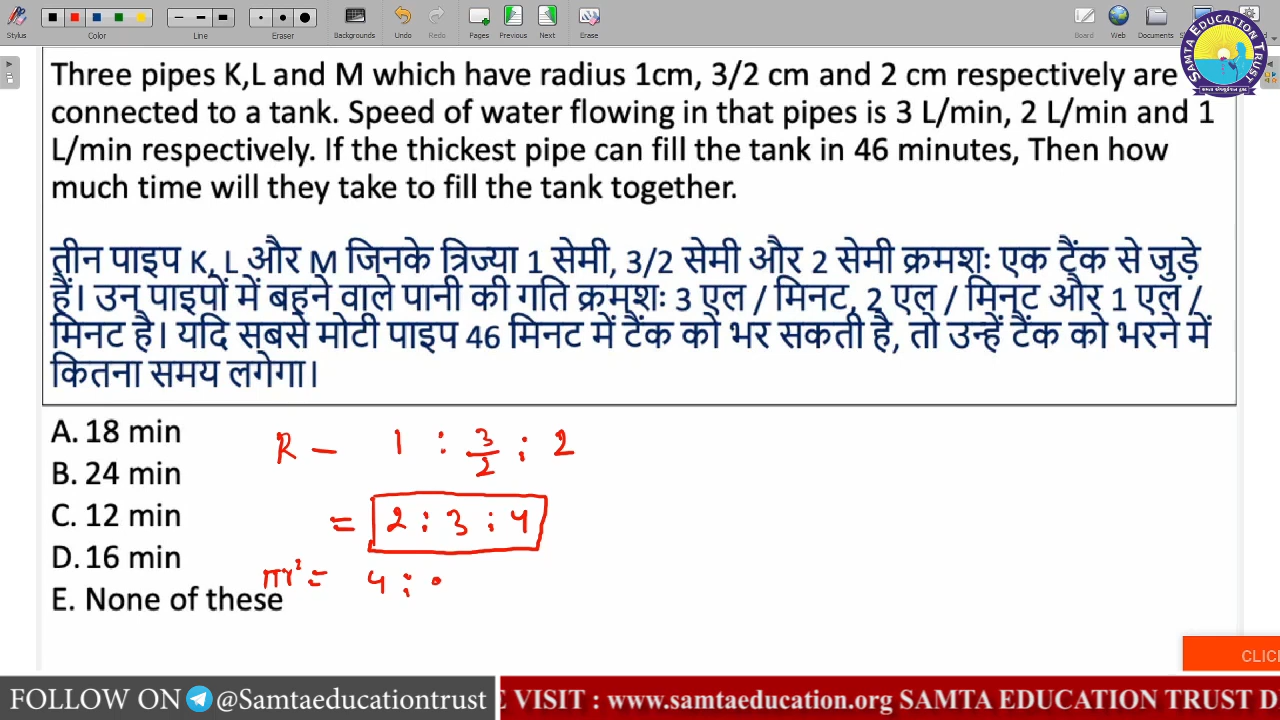 Stylus
Color
Line
Eraser
Backgrounds
Undo
Redo
Pages
Previous
Next
Erase
Board
Web
Documents
SAMTA EDUCATION TRUST
Three pipes K,L and M which have radius 1cm, 3/2 cm and 2 cm respectively are
connected to a tank. Speed of water flowing in that pipes is 3 L/min, 2 L/min and 1
L/min respectively. If the thickest pipe can fill the tank in 46 minutes, Then how
much time will they take to fill the tank together.
तीन पाइप K, L और M जिनके त्रिज्या 1 सेमी, 3/2 सेमी और 2 सेमी क्रमशः एक टैंक से जुड़े
हैं। उन पाइपों में बहने वाले पानी की गति क्रमशः 3 एल / मिनट, 2 एल / मिनट और 1 एल /
मिनट है। यदि सबसे मोटी पाइप 46 मिनट में टैंक को भर सकती है, तो उन्हें टैंक को भरने में
कितना समय लगेगा।
A. 18 min
B. 24 min
C. 12 min
D. 16 min
E. None of these
R – 1 : 3/2 : 2
= 2 : 3 : 4
πr² = 4 :
CLIC
FOLLOW ON @Samtaeducationtrust
E VISIT : www.samtaeducation.org SAMTA EDUCATION TRUST D